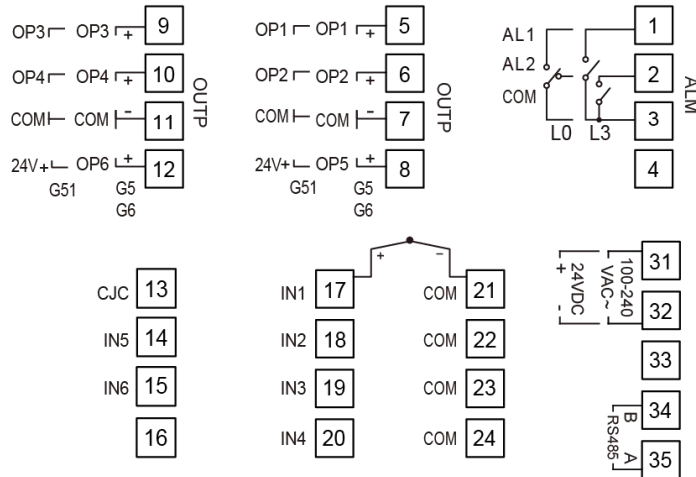 OP3 OP3 + 9
OP4 OP4 + 10
COM COM - 11
24V+ OP6 + 12
G51 G5
G6
OUTP
OP1 OP1 + 5
OP2 OP2 + 6
COM COM - 7
24V+ OP5 + 8
G51 G5
G6
OUTP
AL1 1
AL2 2
COM 3
L0 L3
4
ALM
CJC 13
IN5 14
IN6 15
16
+ -
IN1 17 COM 21
IN2 18 COM 22
IN3 19 COM 23
IN4 20 COM 24
31
32
33
34
35
+ -
24VDC
100-240
VAC~
B A
RS485